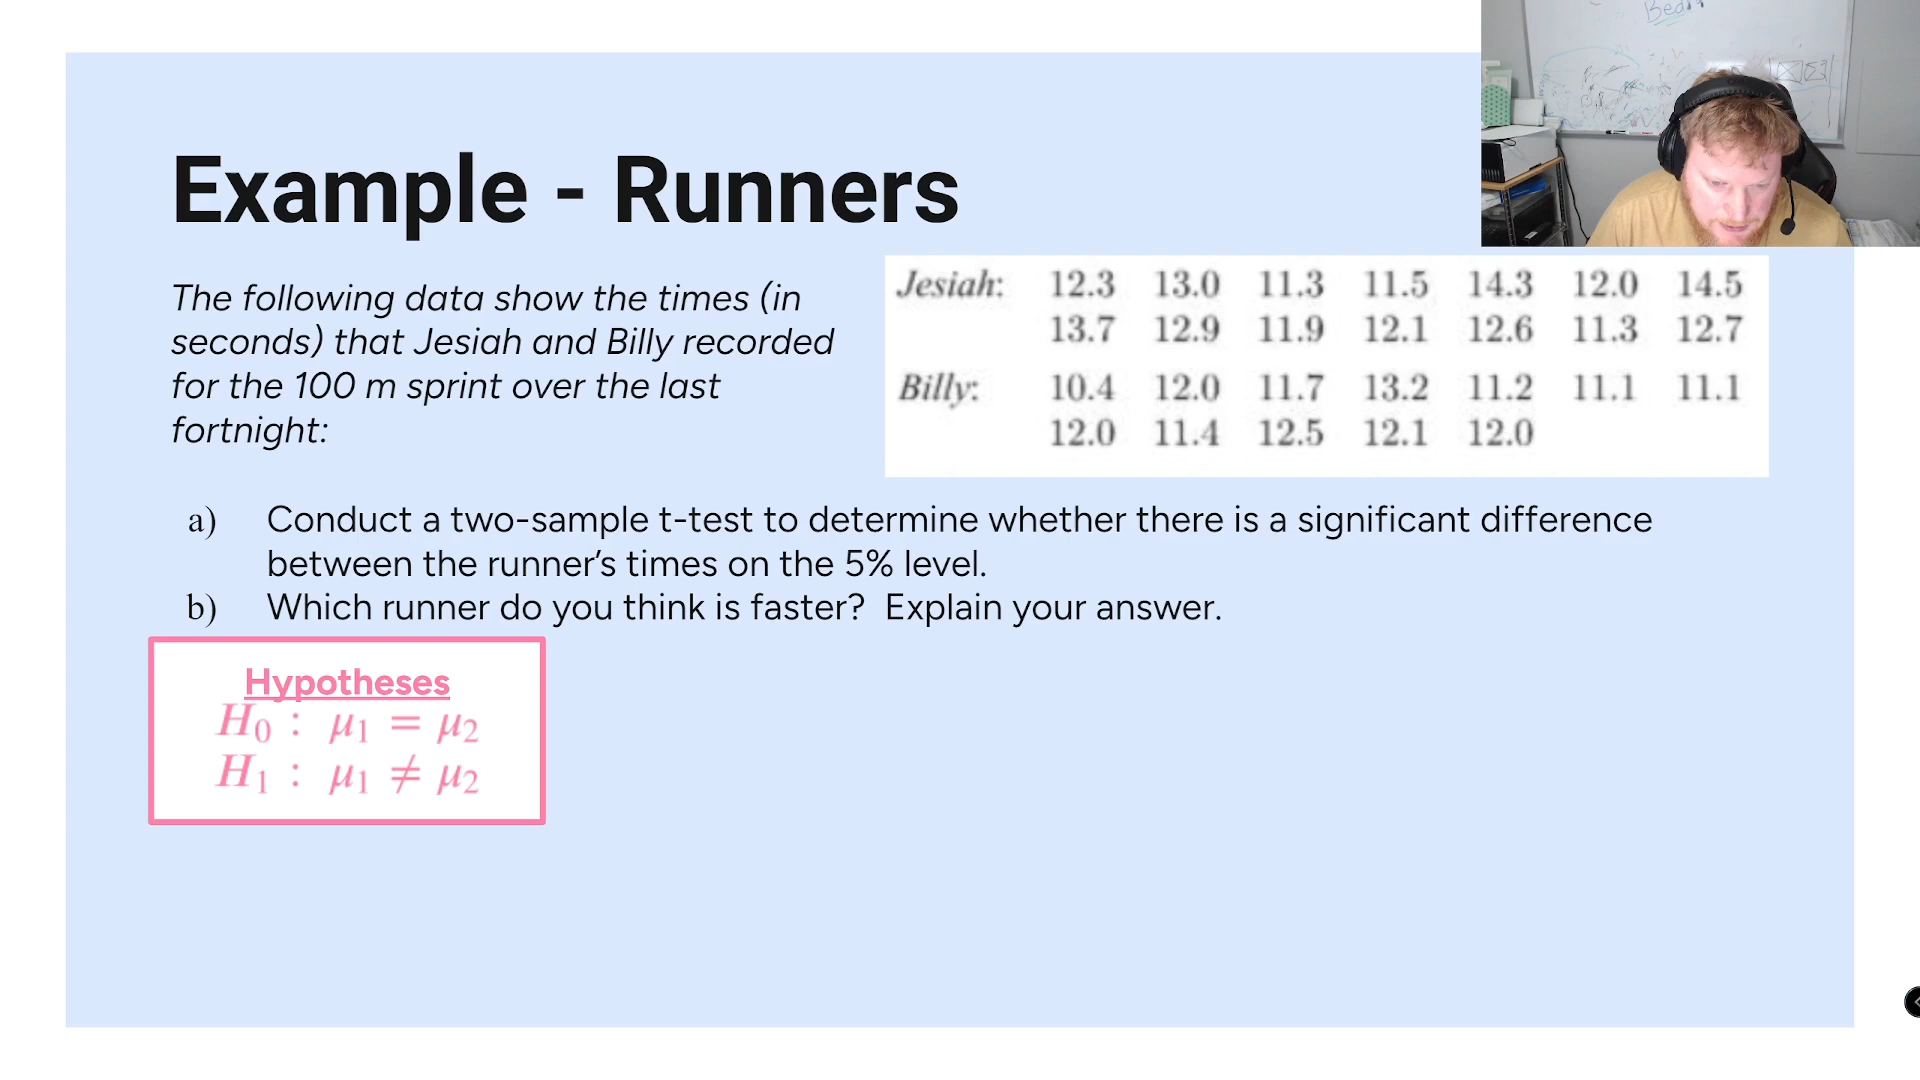 Example - Runners
The following data show the times (in
seconds) that Jesiah and Billy recorded
for the 100 m sprint over the last
fortnight:
Jesiah: 12.3 13.0 11.3 11.5 14.3 12.0 14.5
13.7 12.9 11.9 12.1 12.6 11.3 12.7
Billy: 10.4 12.0 11.7 13.2 11.2 11.1 11.1
12.0 11.4 12.5 12.1 12.0
a) Conduct a two-sample t-test to determine whether there is a significant difference
between the runner’s times on the 5% level.
b) Which runner do you think is faster? Explain your answer.
Hypotheses
H₀ : μ₁ = μ₂
H₁ : μ₁ ≠ μ₂